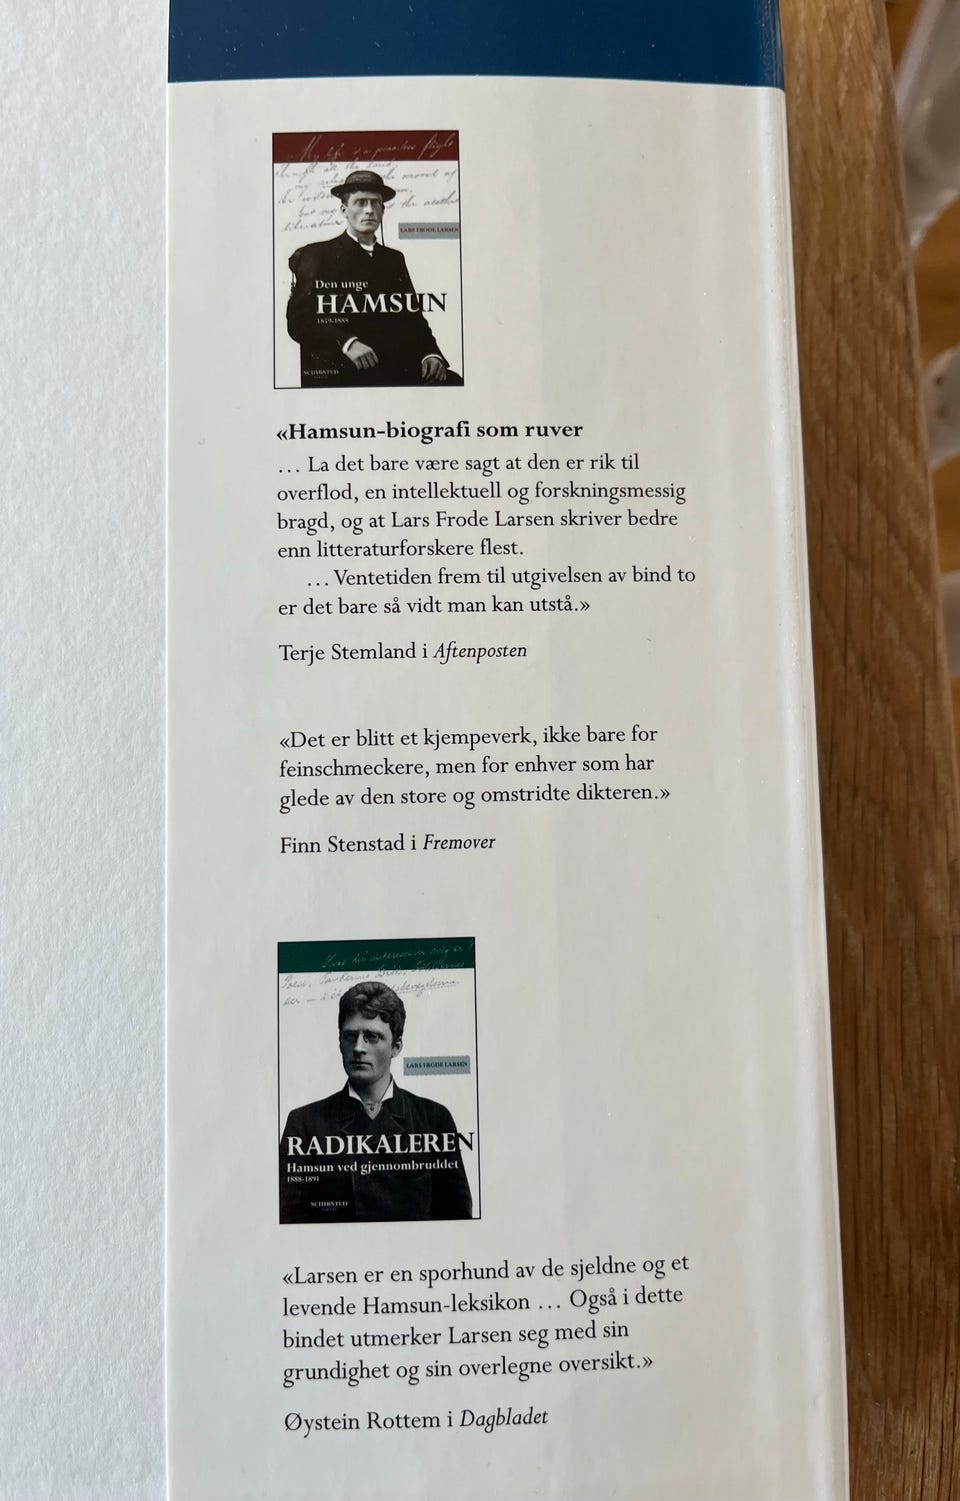 My life is a
LARS FRODE LARSEN
Den unge
HAMSUN
1859-1888
SCHIBSTED
«Hamsun-biografi som ruver
… La det bare være sagt at den er rik til
overflod, en intellektuell og forskningsmessig
bragd, og at Lars Frode Larsen skriver bedre
enn litteraturforskere flest.
… Ventetiden frem til utgivelsen av bind to
er det bare så vidt man kan utstå.»
Terje Stemland i Aftenposten
«Det er blitt et kjempeverk, ikke bare for
feinschmeckere, men for enhver som har
glede av den store og omstridte dikteren.»
Finn Stenstad i Fremover
LARS FRODE LARSEN
RADIKALEREN
Hamsun ved gjennombruddet
1888-1891
SCHIBSTED
«Larsen er en sporhund av de sjeldne og et
levende Hamsun-leksikon … Også i dette
bindet utmerker Larsen seg med sin
grundighet og sin overlegne oversikt.»
Øystein Rottem i Dagbladet